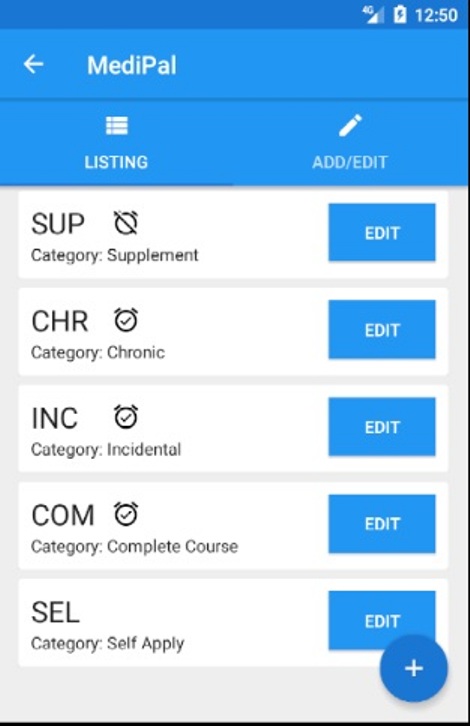 4G 12:50
MediPal
LISTING
ADD/EDIT
SUP
Category: Supplement
EDIT
CHR
Category: Chronic
EDIT
INC
Category: Incidental
EDIT
COM
Category: Complete Course
EDIT
SEL
Category: Self Apply
EDIT
+